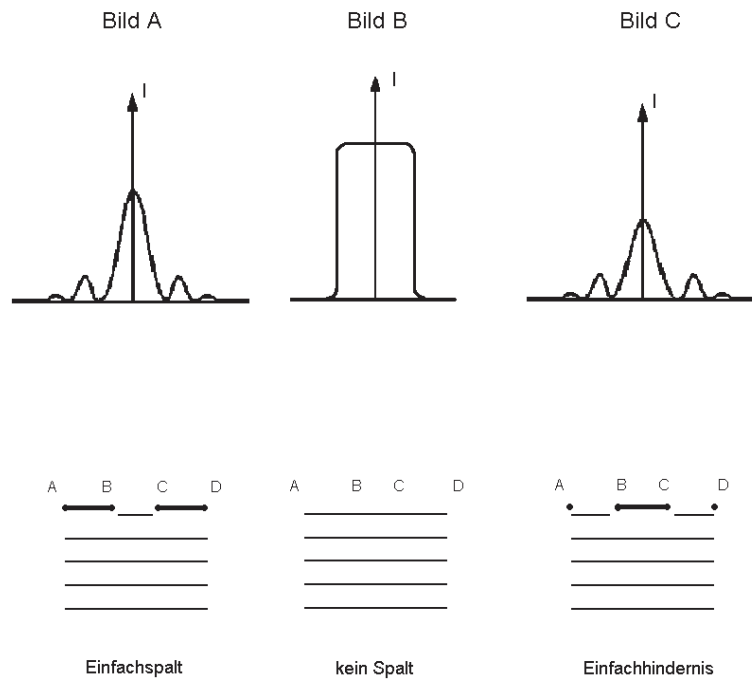 Bild A Bild B Bild C
I I I
A B C D A B C D A B C D
Einfachspalt kein Spalt Einfachhindernis